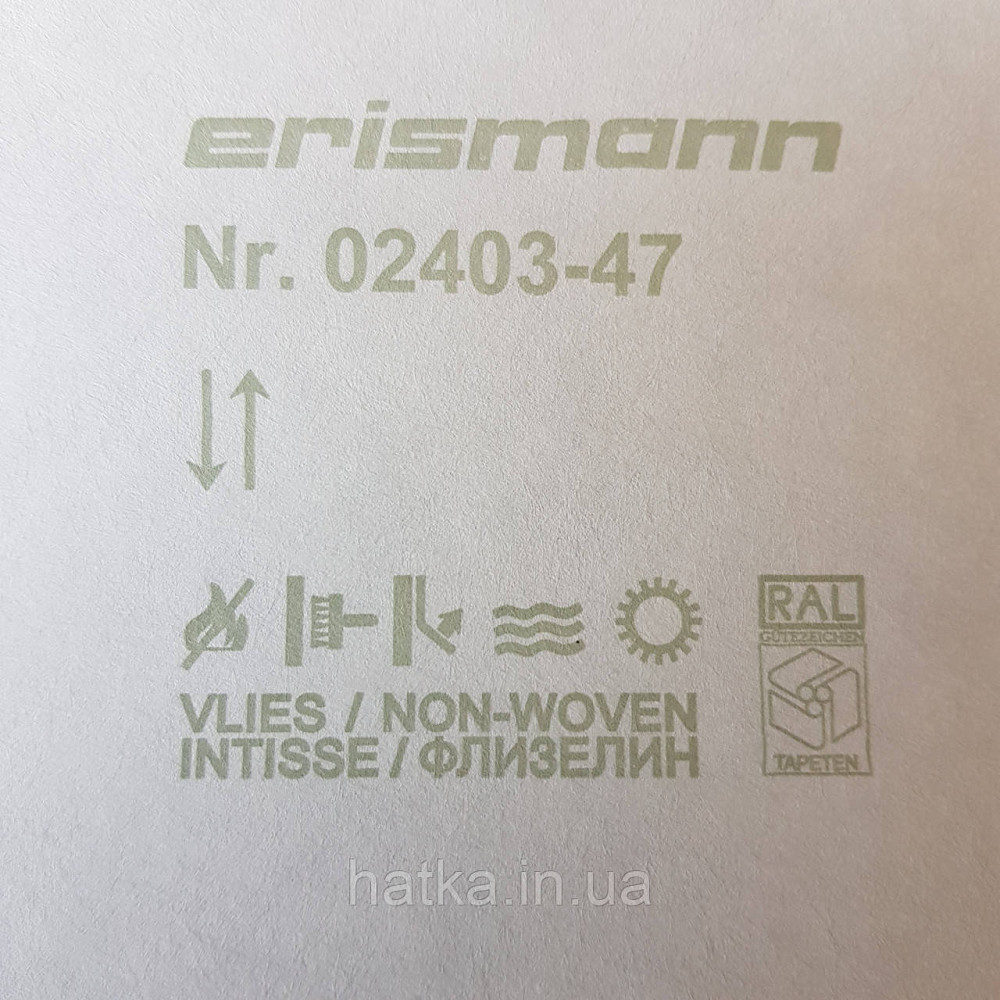 erismann
Nr. 02403-47
RAL
GÜTEZEICHEN
VLIES / NON-WOVEN
INTISSE / ФЛИЗЕЛИН
TAPETEN
hatka.in.ua